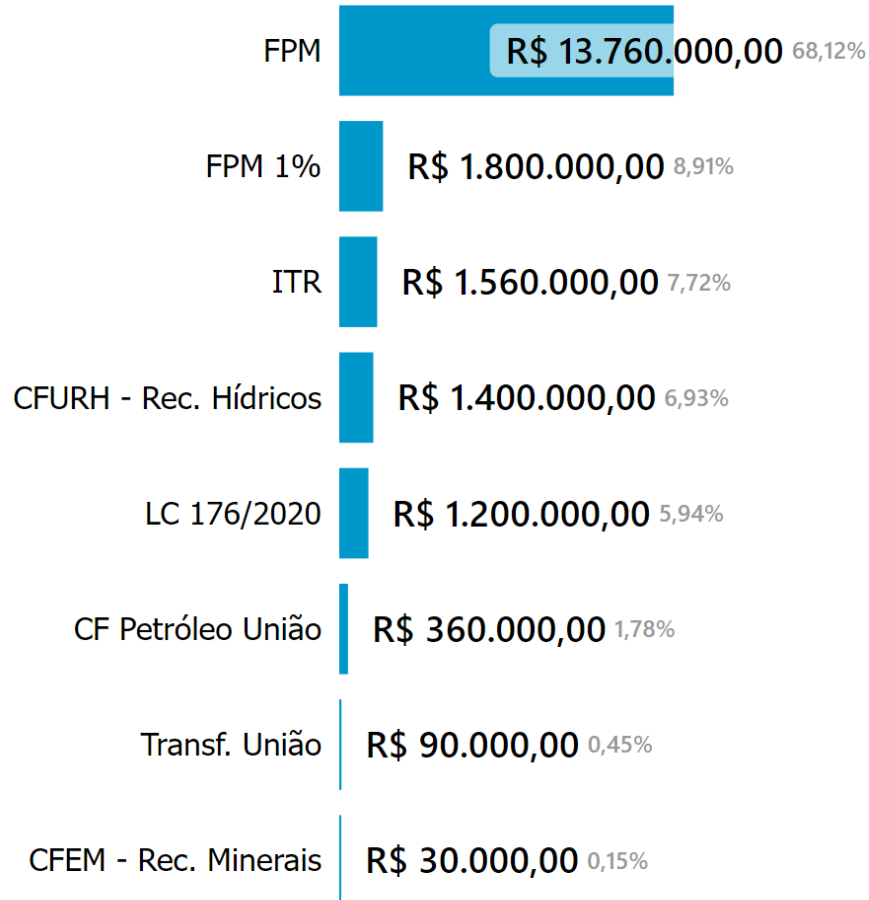 FPM R$ 13.760.000,00 68,12%
FPM 1% R$ 1.800.000,00 8,91%
ITR R$ 1.560.000,00 7,72%
CFURH - Rec. Hídricos R$ 1.400.000,00 6,93%
LC 176/2020 R$ 1.200.000,00 5,94%
CF Petróleo União R$ 360.000,00 1,78%
Transf. União R$ 90.000,00 0,45%
CFEM - Rec. Minerais R$ 30.000,00 0,15%